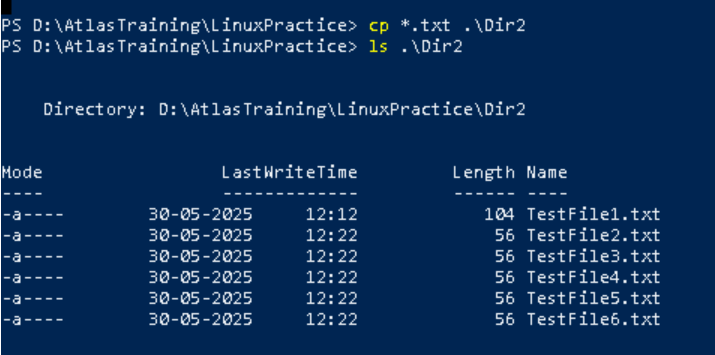 PS D:\AtlasTraining\LinuxPractice> cp *.txt .\Dir2
PS D:\AtlasTraining\LinuxPractice> ls .\Dir2
Directory: D:\AtlasTraining\LinuxPractice\Dir2
Mode LastWriteTime Length Name
---- ------------- ------ ----
-a---- 30-05-2025 12:12 104 TestFile1.txt
-a---- 30-05-2025 12:22 56 TestFile2.txt
-a---- 30-05-2025 12:22 56 TestFile3.txt
-a---- 30-05-2025 12:22 56 TestFile4.txt
-a---- 30-05-2025 12:22 56 TestFile5.txt
-a---- 30-05-2025 12:22 56 TestFile6.txt